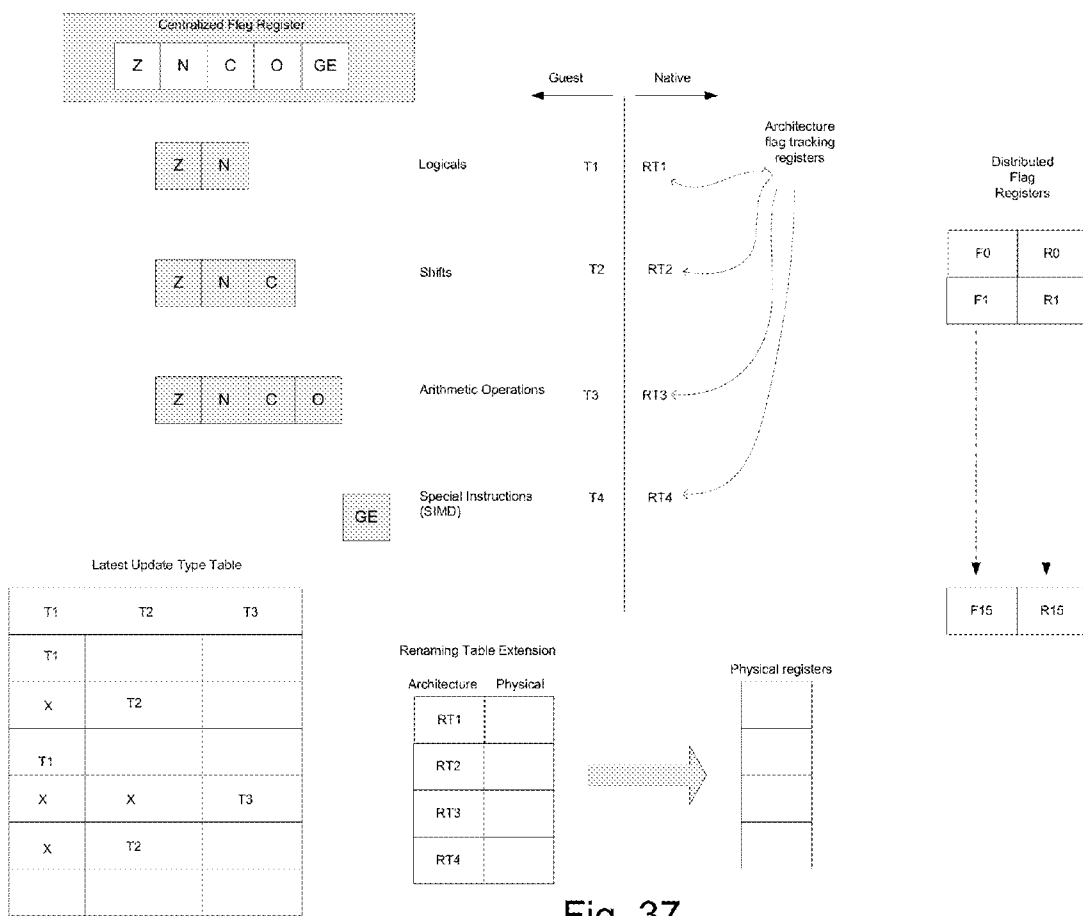 Centralized Flag Register
Z N C O GE
Guest Native
Architecture
flag tracking
registers
Z N Logicals T1 RT1
Distributed
Flag
Registers
F0 R0
Z N C Shifts T2 RT2
F1 R1
Z N C O Arithmetic Operations T3 RT3
GE Special Instructions
(SIMD)
T4 RT4
F15 R15
Latest Update Type Table
T1 T2 T3
T1
X T2
T1
X X T3
X T2
Renaming Table Extension
Architecture Physical
RT1
RT2
RT3
RT4
Physical registers
Fig. 37